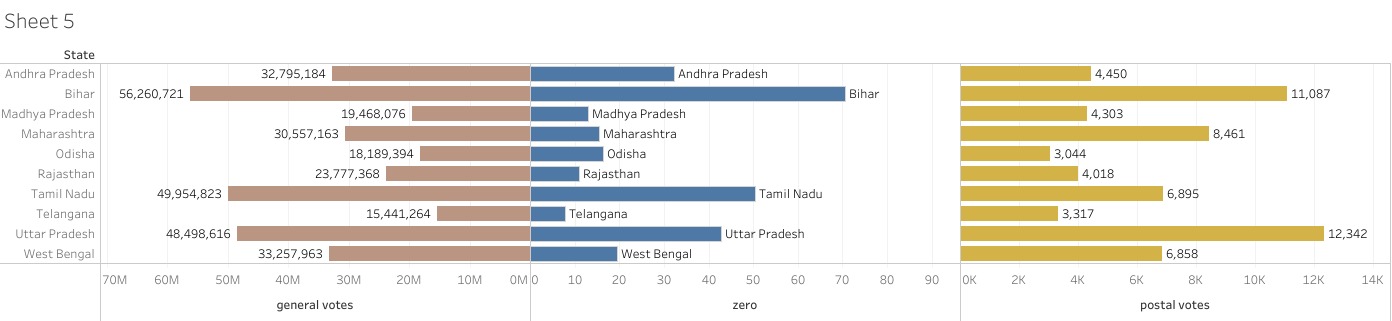 Sheet 5
State
Andhra Pradesh 32,795,184 Andhra Pradesh 4,450
Bihar 56,260,721 Bihar 11,087
Madhya Pradesh 19,468,076 Madhya Pradesh 4,303
Maharashtra 30,557,163 Maharashtra 8,461
Odisha 18,189,394 Odisha 3,044
Rajasthan 23,777,368 Rajasthan 4,018
Tamil Nadu 49,954,823 Tamil Nadu 6,895
Telangana 15,441,264 Telangana 3,317
Uttar Pradesh 48,498,616 Uttar Pradesh 12,342
West Bengal 33,257,963 West Bengal 6,858
70M 60M 50M 40M 30M 20M 10M 0M 0 10 20 30 40 50 60 70 80 90 0K 2K 4K 6K 8K 10K 12K 14K
general votes zero postal votes